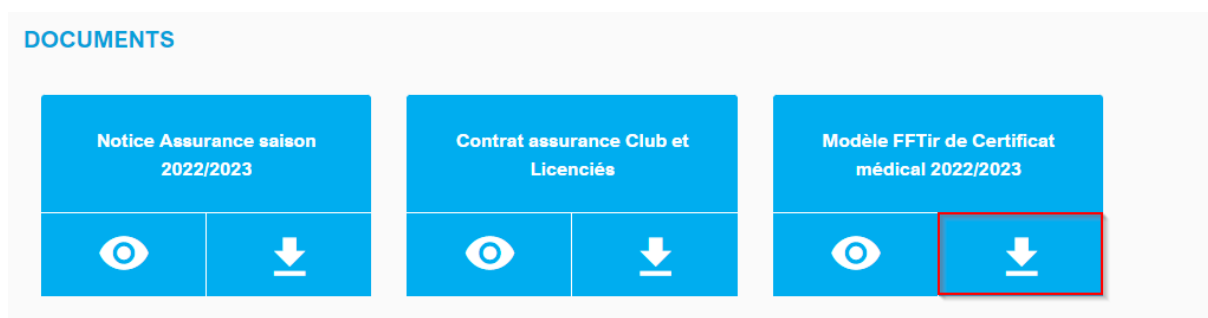 DOCUMENTS
Notice Assurance saison
2022/2023
Contrat assurance Club et
Licenciés
Modèle FFTir de Certificat
médical 2022/2023